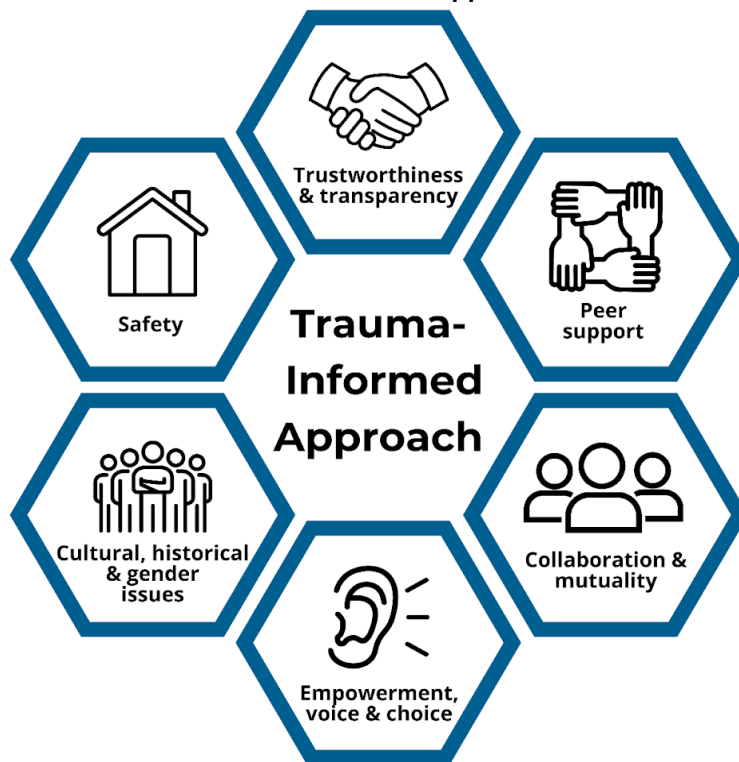 Trustworthiness
& transparency
Safety
Peer
support
Trauma-
Informed
Approach
Cultural, historical
& gender
issues
Collaboration &
mutuality
Empowerment,
voice & choice